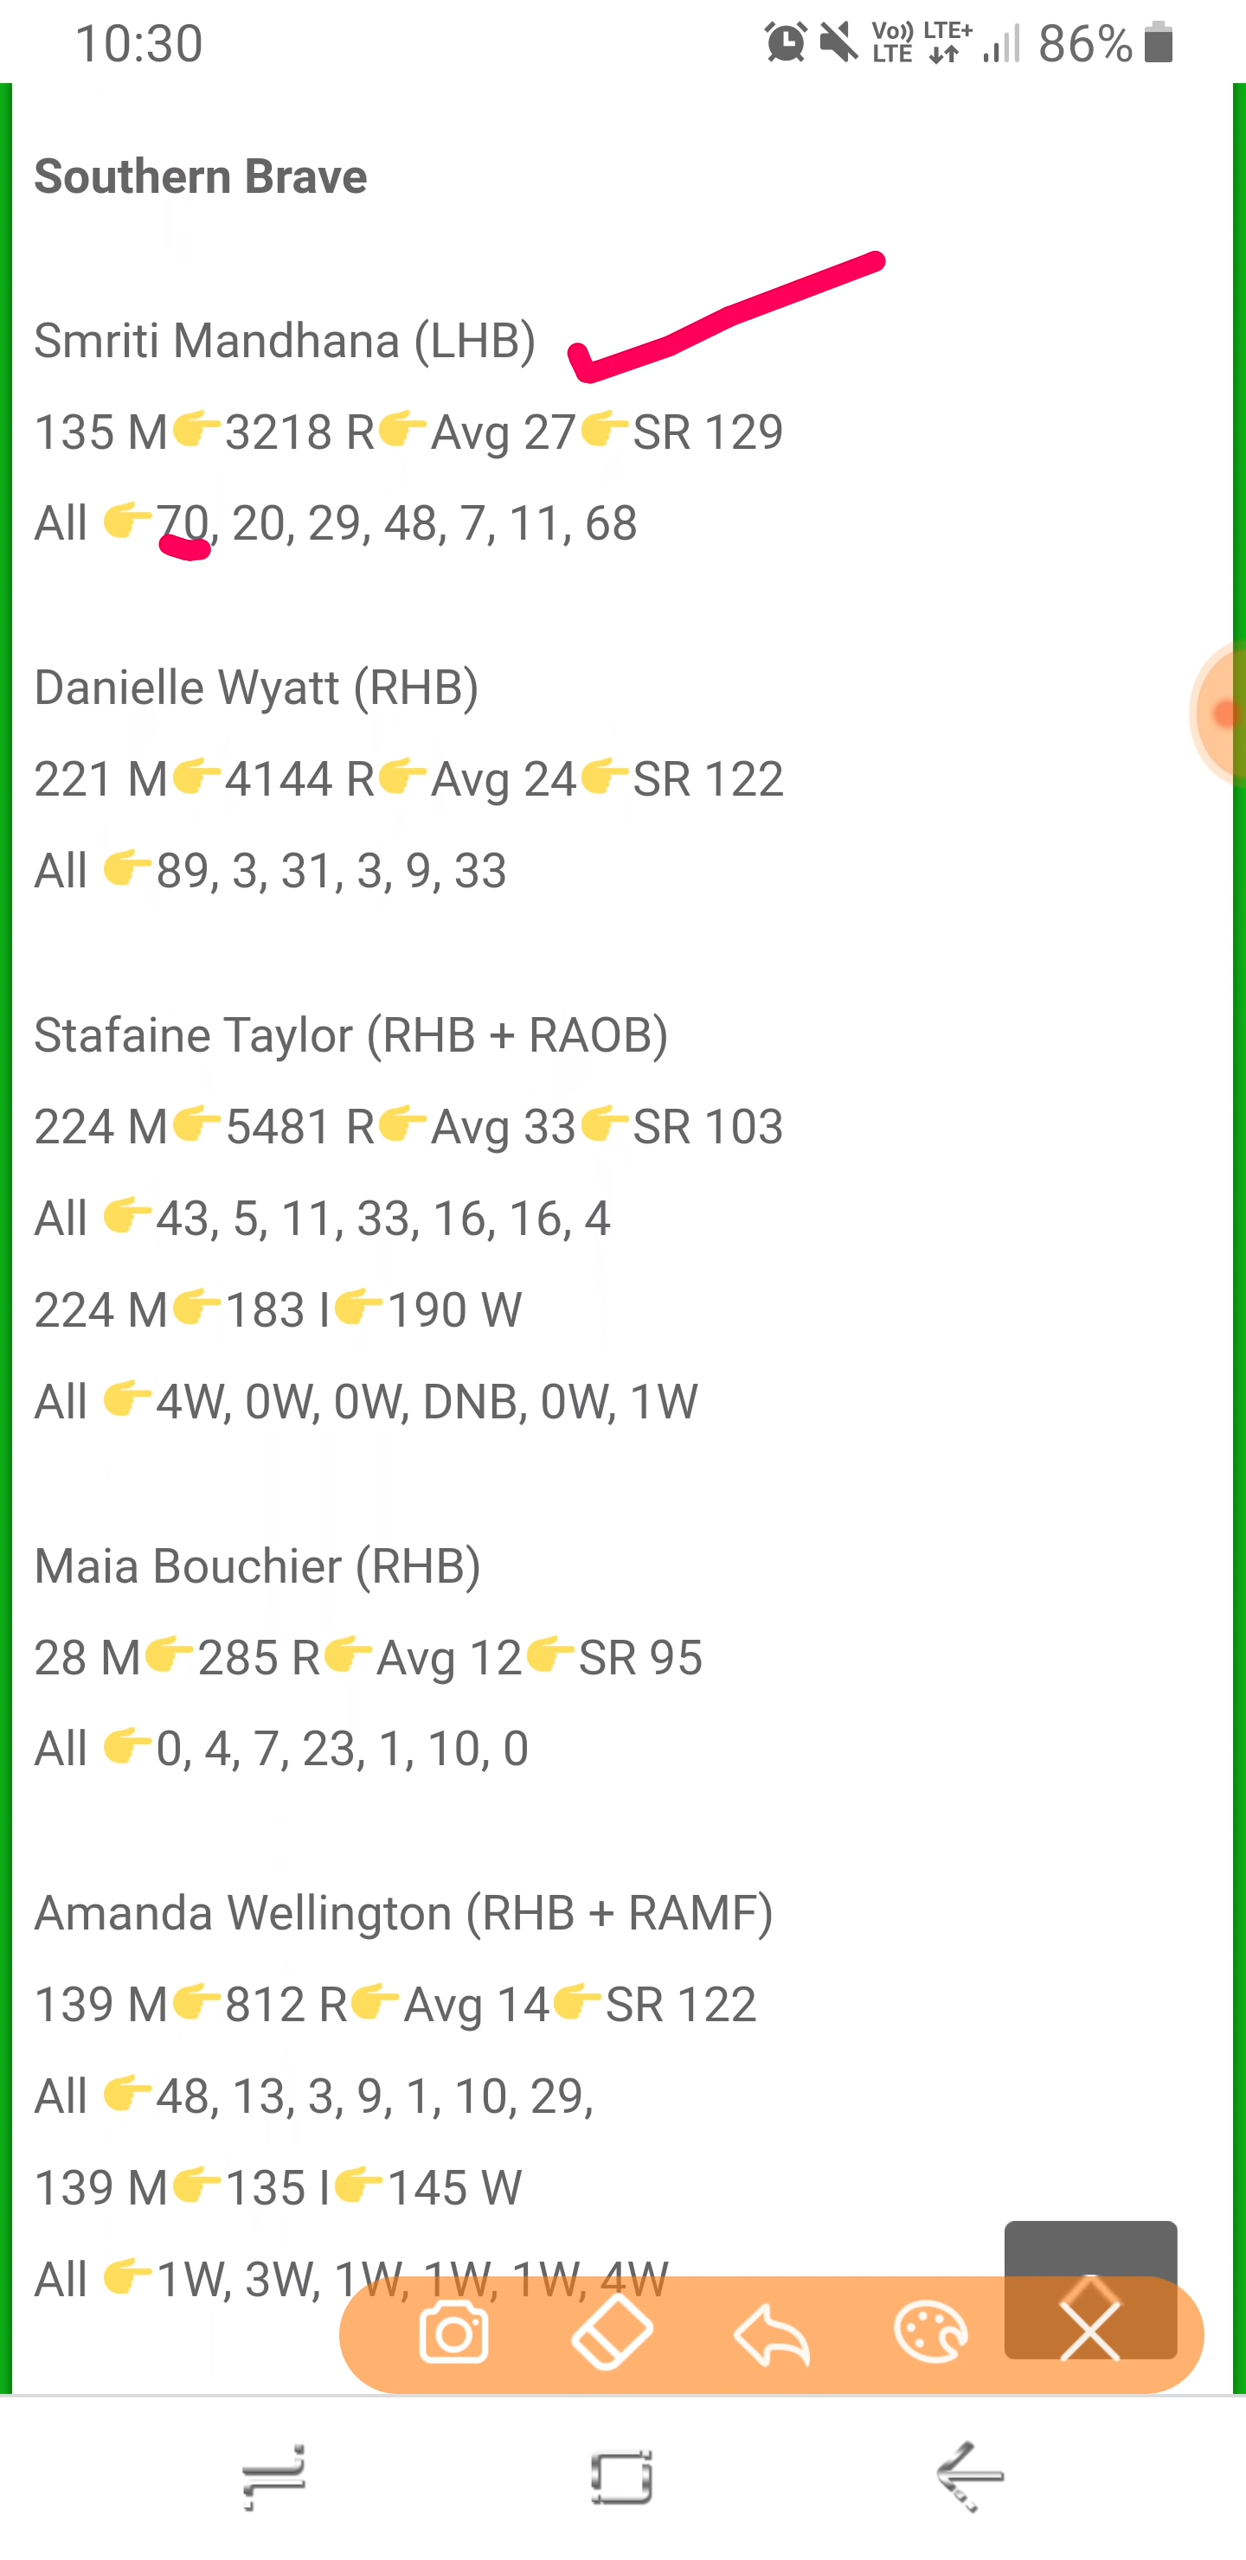 10:30
Vo)) LTE LTE+ 86%
Southern Brave
Smriti Mandhana (LHB)
135 M👉3218 R👉Avg 27👉SR 129
All 👉70, 20, 29, 48, 7, 11, 68
Danielle Wyatt (RHB)
221 M👉4144 R👉Avg 24👉SR 122
All 👉89, 3, 31, 3, 9, 33
Stafaine Taylor (RHB + RAOB)
224 M👉5481 R👉Avg 33👉SR 103
All 👉43, 5, 11, 33, 16, 16, 4
224 M👉183 I👉190 W
All 👉4W, 0W, 0W, DNB, 0W, 1W
Maia Bouchier (RHB)
28 M👉285 R👉Avg 12👉SR 95
All 👉0, 4, 7, 23, 1, 10, 0
Amanda Wellington (RHB + RAMF)
139 M👉812 R👉Avg 14👉SR 122
All 👉48, 13, 3, 9, 1, 10, 29,
139 M👉135 I👉145 W
All 👉1W, 3W, 1W, 1W, 1W, 4W